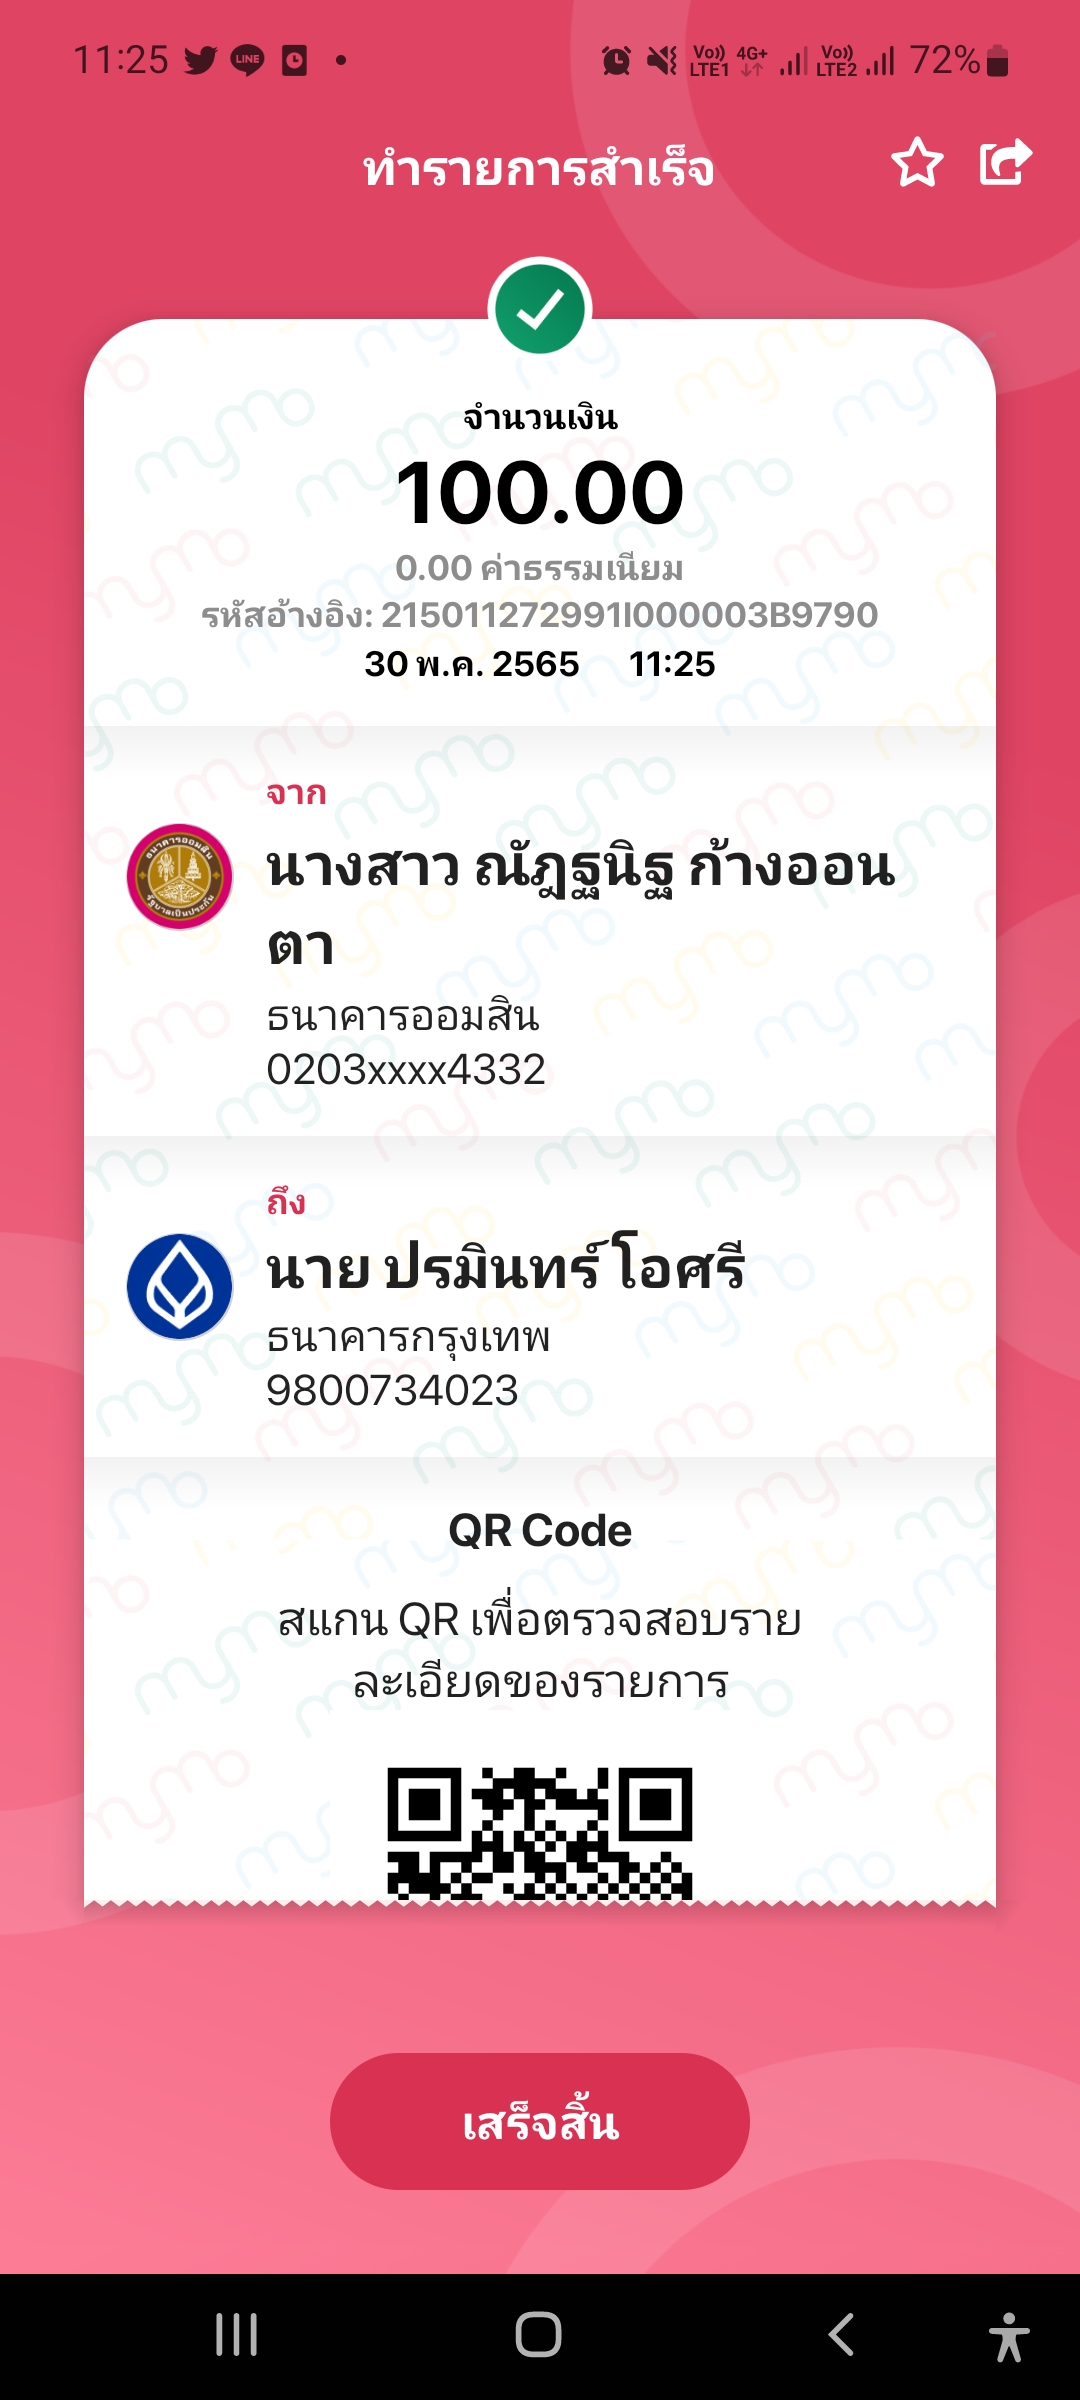 11:25
LINE
Vo)) LTE1 4G+ Vo)) LTE2 72%
ทำรายการสำเร็จ
จำนวนเงิน
100.00
0.00 ค่าธรรมเนียม
รหัสอ้างอิง: 215011272991I000003B9790
30 พ.ค. 2565 11:25
จาก
นางสาว ณัฎฐนิฐ ก้างออน
ตา
ธนาคารออมสิน
0203xxxx4332
ถึง
นาย ปรมินทร์ โอศรี
ธนาคารกรุงเทพ
9800734023
QR Code
สแกน QR เพื่อตรวจสอบราย
ละเอียดของรายการ
เสร็จสิ้น